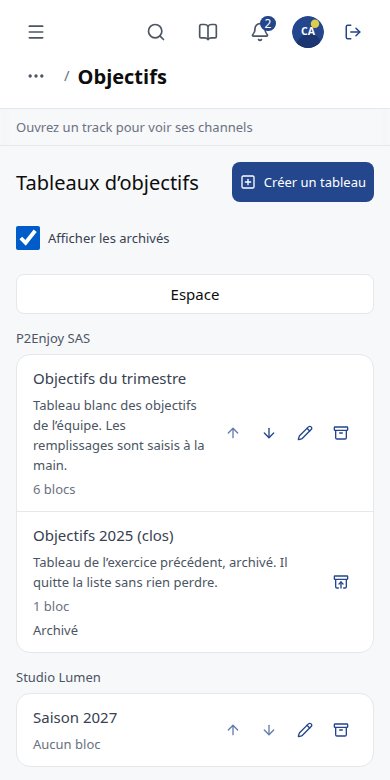 2
CA
/ Objectifs
Ouvrez un track pour voir ses channels
Tableaux d’objectifs
Créer un tableau
Afficher les archivés
Espace
P2Enjoy SAS
Objectifs du trimestre
Tableau blanc des objectifs
de l’équipe. Les
remplissages sont saisis à la
main.
6 blocs
Objectifs 2025 (clos)
Tableau de l’exercice précédent, archivé. Il
quitte la liste sans rien perdre.
1 bloc
Archivé
Studio Lumen
Saison 2027
Aucun bloc